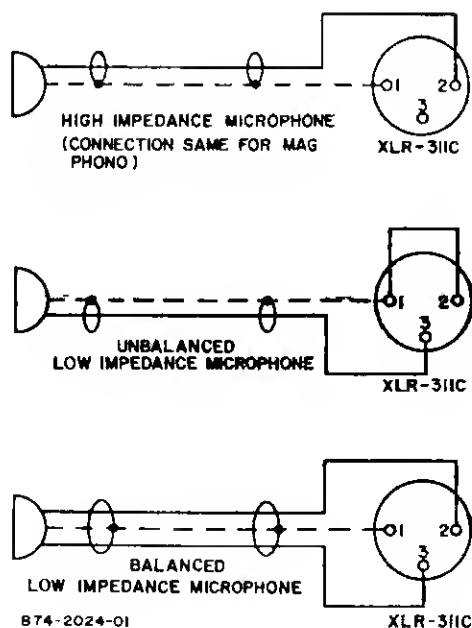 1 2
3
HIGH IMPEDANCE MICROPHONE
(CONNECTION SAME FOR MAG
PHONO)
XLR-311C
1 2
3
UNBALANCED
LOW IMPEDANCE MICROPHONE
XLR-311C
1 2
3
BALANCED
LOW IMPEDANCE MICROPHONE
B74-2024-01
XLR-311C